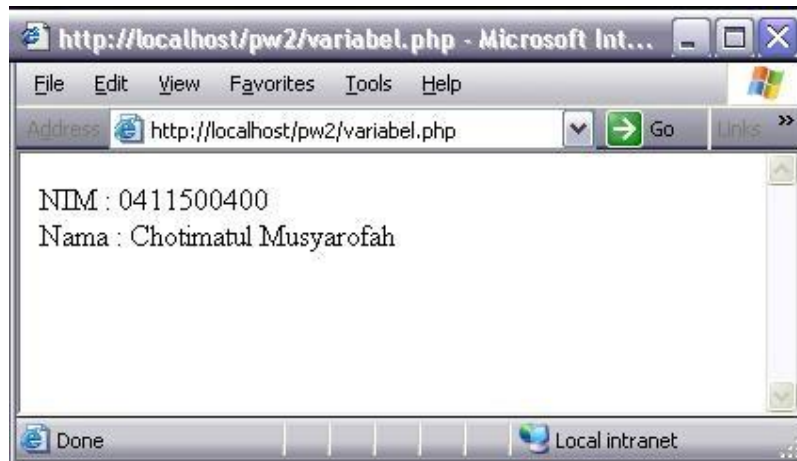 http://localhost/pw2/variabel.php - Microsoft Int...
File Edit View Favorites Tools Help
Address http://localhost/pw2/variabel.php Go Links »
NIM : 0411500400
Nama : Chotimatul Musyarofah
Done Local intranet